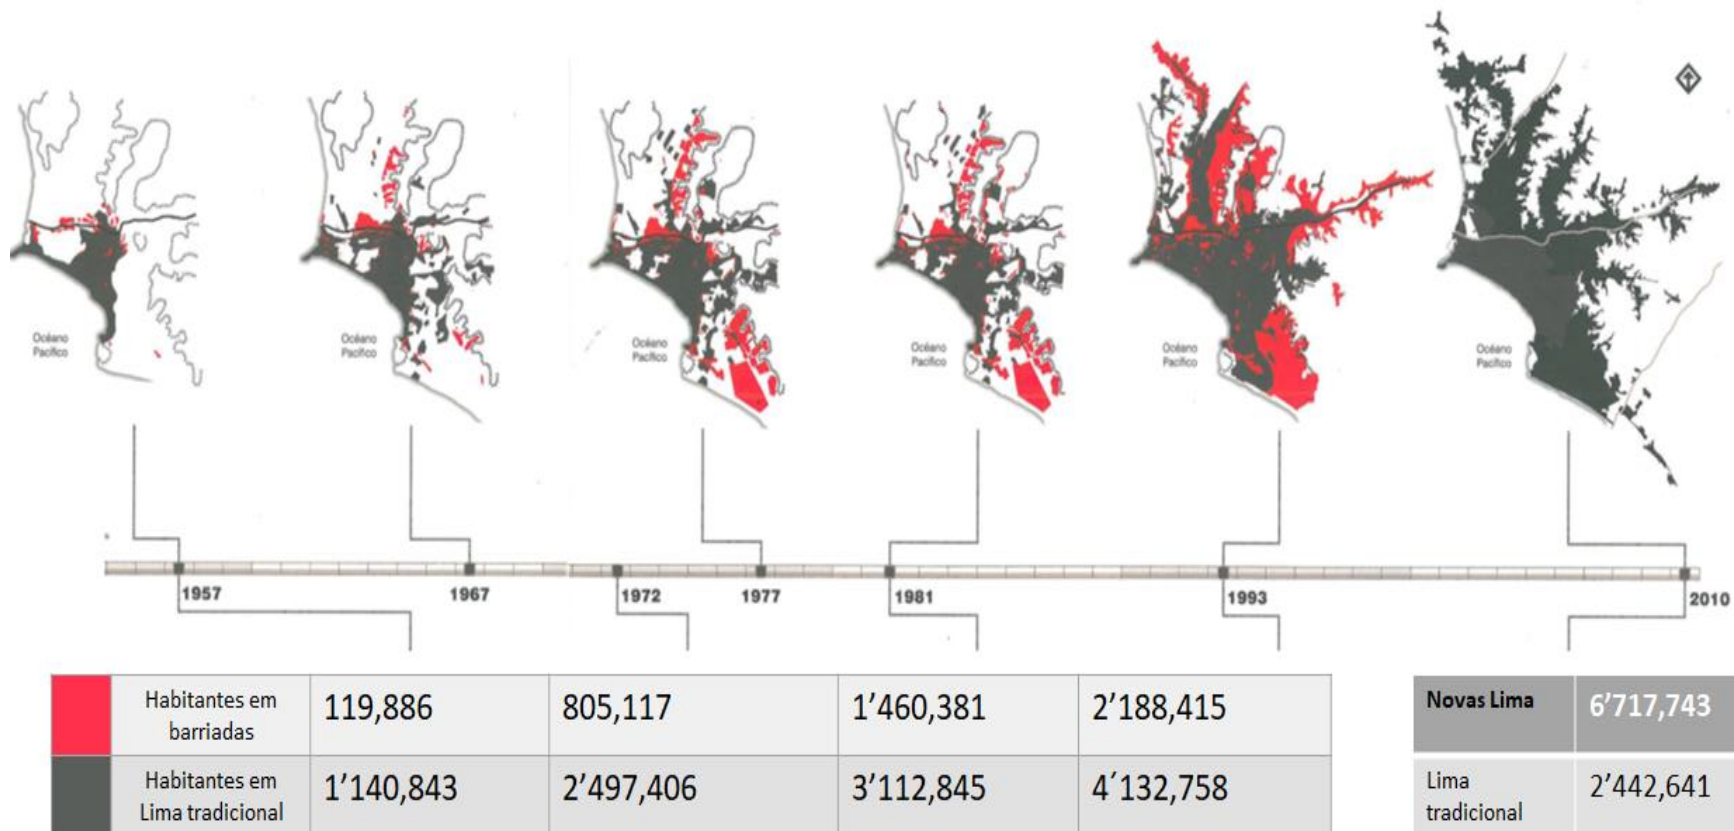 Océano
Pacífico
Océano
Pacífico
Océano
Pacífico
Océano
Pacífico
Océano
Pacífico
Océano
Pacífico
1957
1967
1972
1977
1981
1993
2010
Habitantes em
barriadas
119,886
805,117
1’460,381
2’188,415
Habitantes em
Lima tradicional
1’140,843
2’497,406
3’112,845
4´132,758
Novas Lima
6’717,743
Lima
tradicional
2’442,641